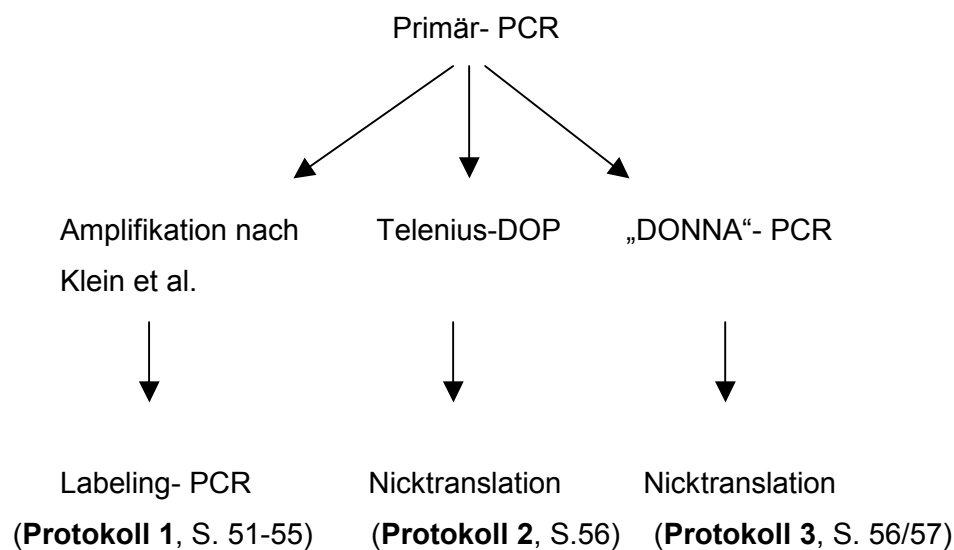 Primär- PCR
Amplifikation nach
Klein et al.
Telenius-DOP
„DONNA“- PCR
Labeling- PCR
(Protokoll 1, S. 51-55)
Nicktranslation
(Protokoll 2, S.56)
Nicktranslation
(Protokoll 3, S. 56/57)